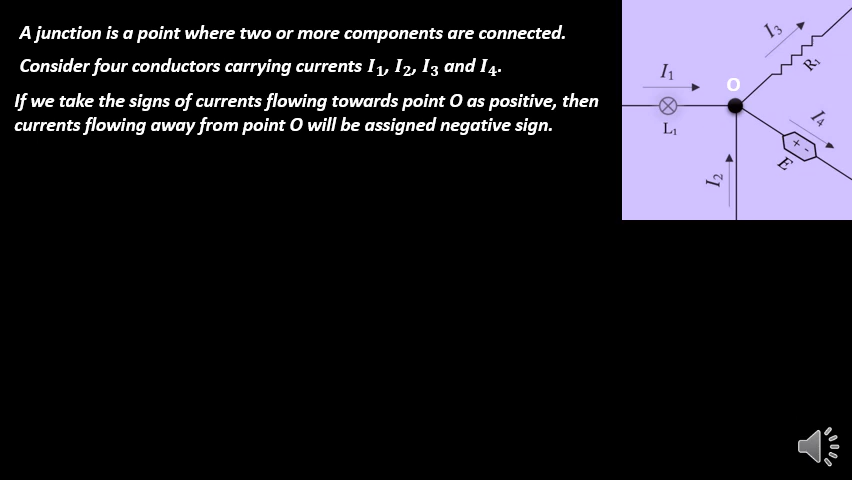 A junction is a point where two or more components are connected.
Consider four conductors carrying currents I₁, I₂, I₃ and I₄.
If we take the signs of currents flowing towards point O as positive, then
currents flowing away from point O will be assigned negative sign.
I₃
R₁
I₁
O
L₁
I₄
+ -
E
I₂